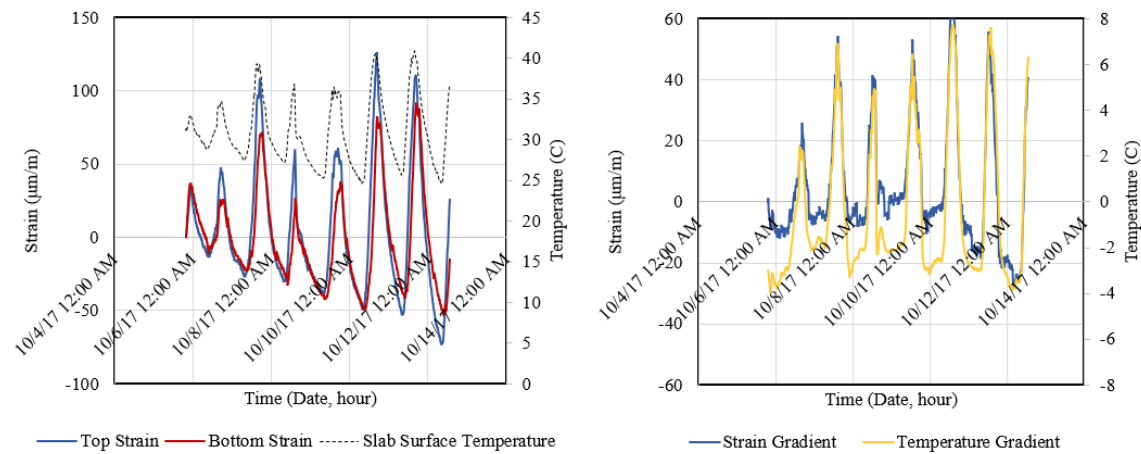 150
100
50
0
-50
-100
Strain (μm/m)
45
40
35
30
25
20
15
10
5
0
Temperature (C)
10/4/17 12:00 AM
10/6/17 12:00 AM
10/8/17 12:00 AM
10/10/17 12:00 AM
10/12/17 12:00 AM
10/14/17 12:00 AM
Time (Date, hour)
Top Strain Bottom Strain Slab Surface Temperature
60
40
20
0
-20
-40
-60
Strain (μm/m)
8
6
4
2
0
-2
-4
-6
-8
Temperature (C)
10/4/17 12:00 AM
10/6/17 12:00 AM
10/8/17 12:00 AM
10/10/17 12:00 AM
10/12/17 12:00 AM
10/14/17 12:00 AM
Time (Date, hour)
Strain Gradient Temperature Gradient